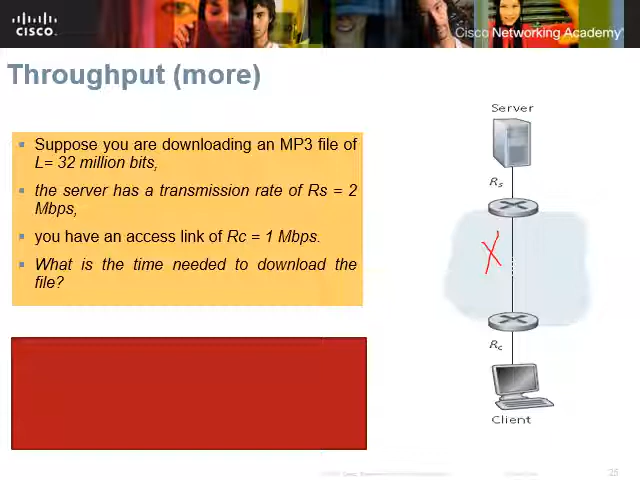 CISCO
Cisco Networking Academy
Throughput (more)
Suppose you are downloading an MP3 file of
L= 32 million bits,
the server has a transmission rate of Rs = 2
Mbps,
you have an access link of Rc = 1 Mbps.
What is the time needed to download the
file?
Server
Rs
Rc
Client
25